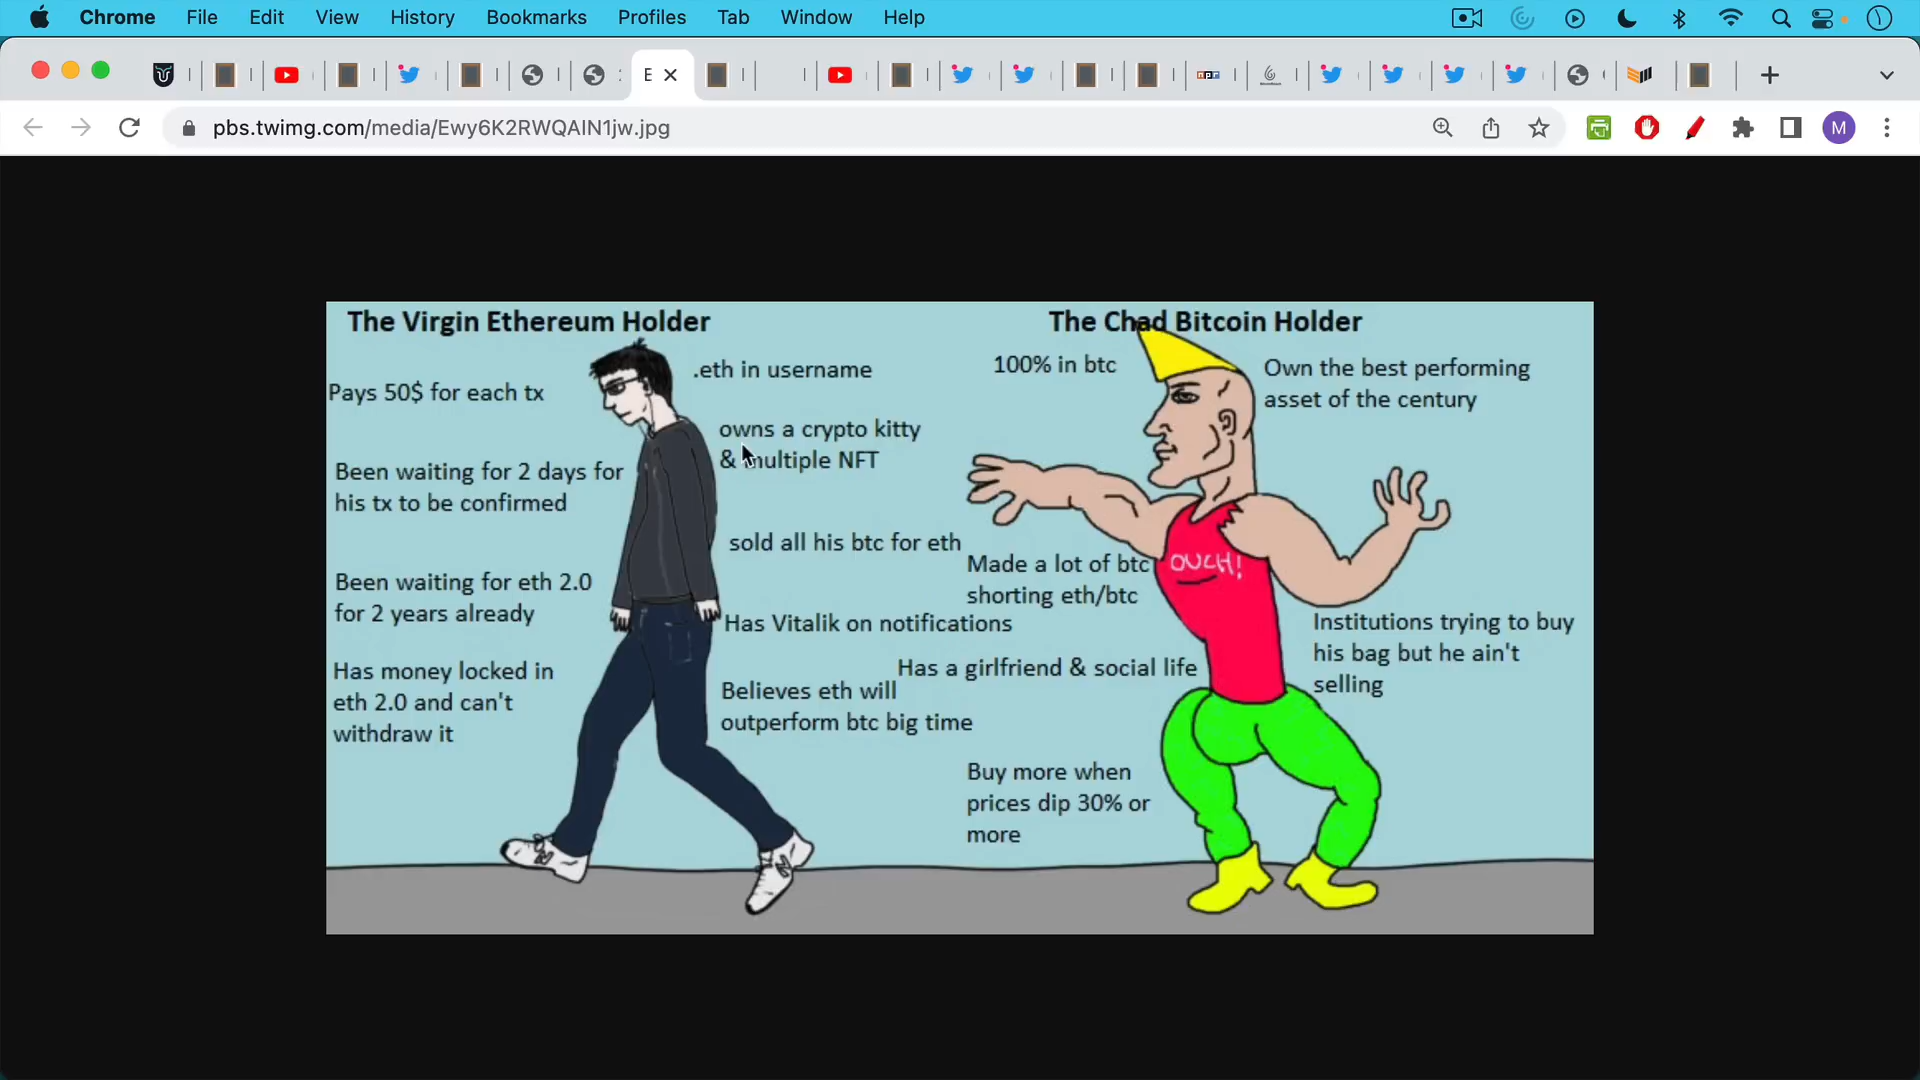 Chrome File Edit View History Bookmarks Profiles Tab Window Help
E
npr
pbs.twimg.com/media/Ewy6K2RWQAIN1jw.jpg
M
The Virgin Ethereum Holder
Pays 50$ for each tx
Been waiting for 2 days for
his tx to be confirmed
Been waiting for eth 2.0
for 2 years already
Has money locked in
eth 2.0 and can't
withdraw it
.eth in username
owns a crypto kitty
& multiple NFT
sold all his btc for eth
Has Vitalik on notifications
Believes eth will
outperform btc big time
The Chad Bitcoin Holder
100% in btc
Own the best performing
asset of the century
OUCH!
Made a lot of btc
shorting eth/btc
Has a girlfriend & social life
Institutions trying to buy
his bag but he ain't
selling
Buy more when
prices dip 30% or
more